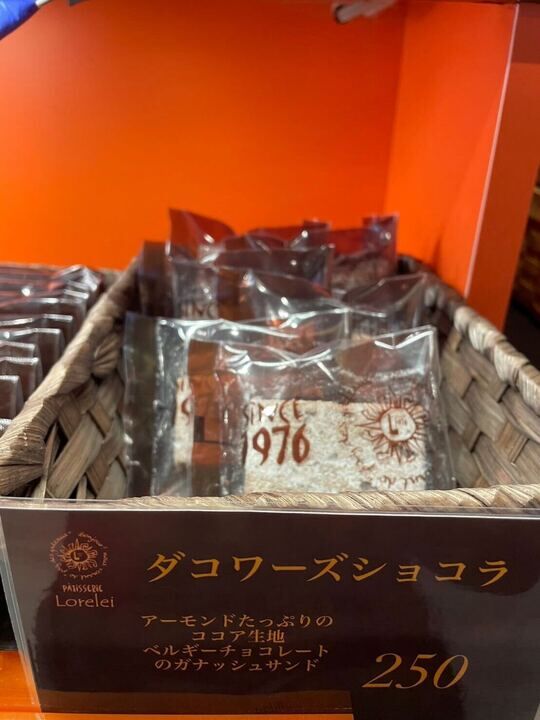 SINCE
1976
ダコワーズショコラ
PATISSERIE
Lorelei
アーモンドたっぷりの
ココア生地
ベルギーチョコレート
のガナッシュサンド
250